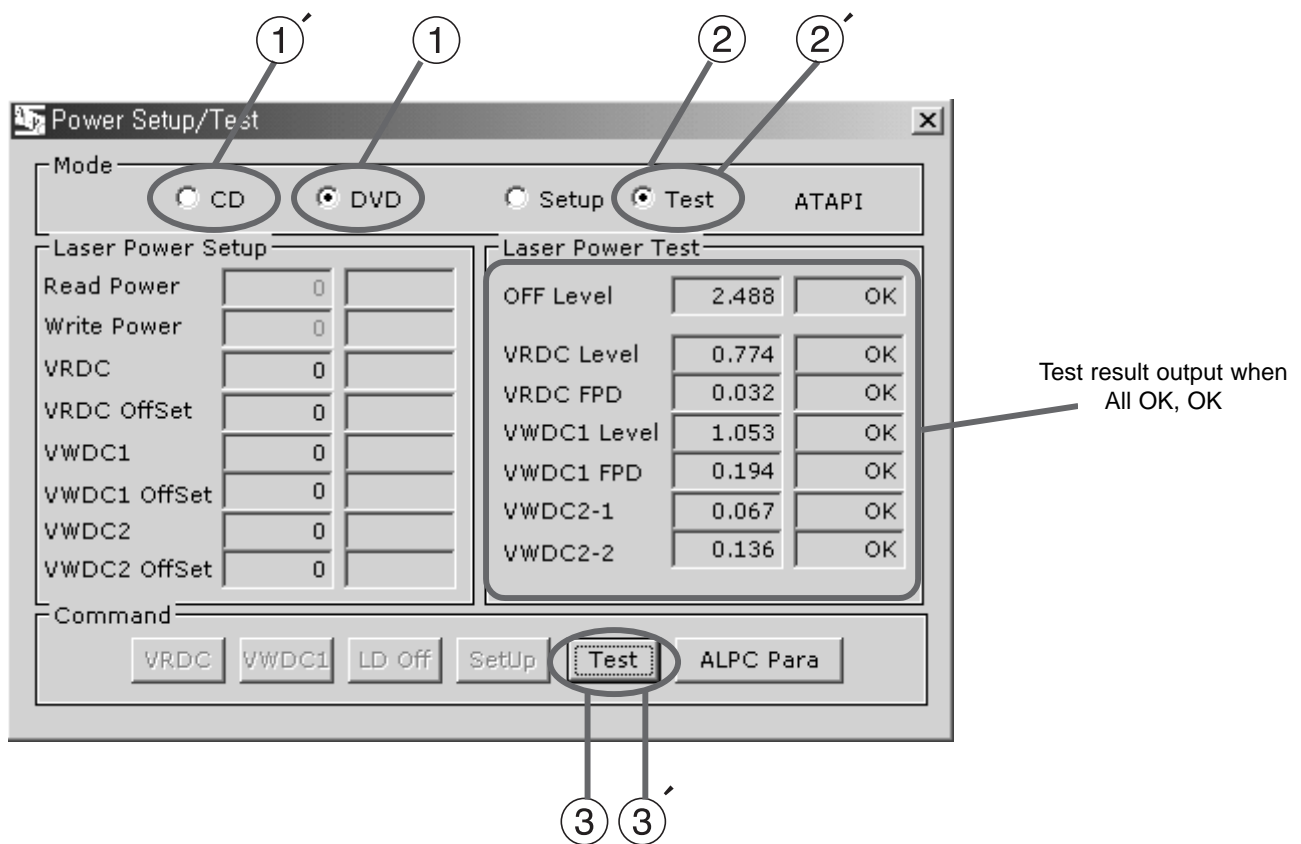 ①´ ① ② ②´
Power Setup/Test
Mode
CD DVD Setup Test ATAPI
Laser Power Setup
Read Power 0
Write Power 0
VRDC 0
VRDC OffSet 0
VWDC1 0
VWDC1 OffSet 0
VWDC2 0
VWDC2 OffSet 0
Laser Power Test
OFF Level 2.488 OK
VRDC Level 0.774 OK
VRDC FPD 0.032 OK
VWDC1 Level 1.053 OK
VWDC1 FPD 0.194 OK
VWDC2-1 0.067 OK
VWDC2-2 0.136 OK
Test result output when
All OK, OK
Command
VRDC VWDC1 LD Off SetUp Test ALPC Para
③ ③´